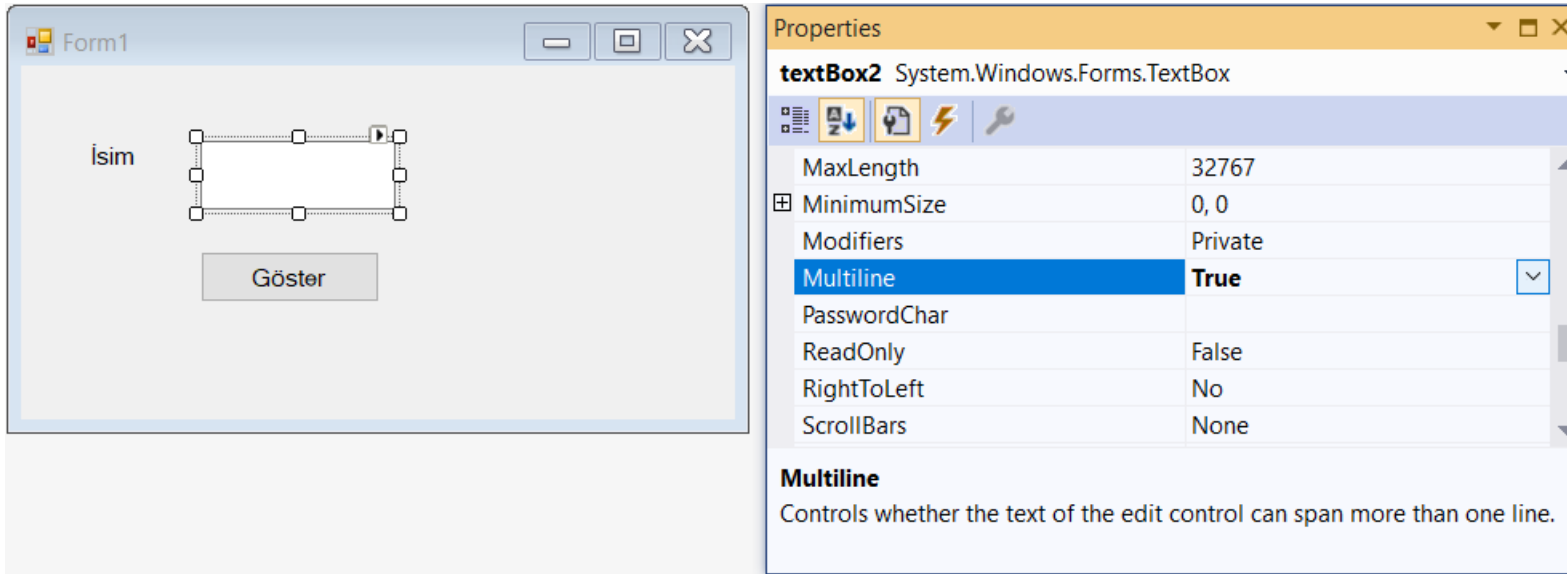 Form1
İsim
Göster
Properties
textBox2 System.Windows.Forms.TextBox
MaxLength 32767
MinimumSize 0, 0
Modifiers Private
Multiline True
PasswordChar
ReadOnly False
RightToLeft No
ScrollBars None
Multiline
Controls whether the text of the edit control can span more than one line.